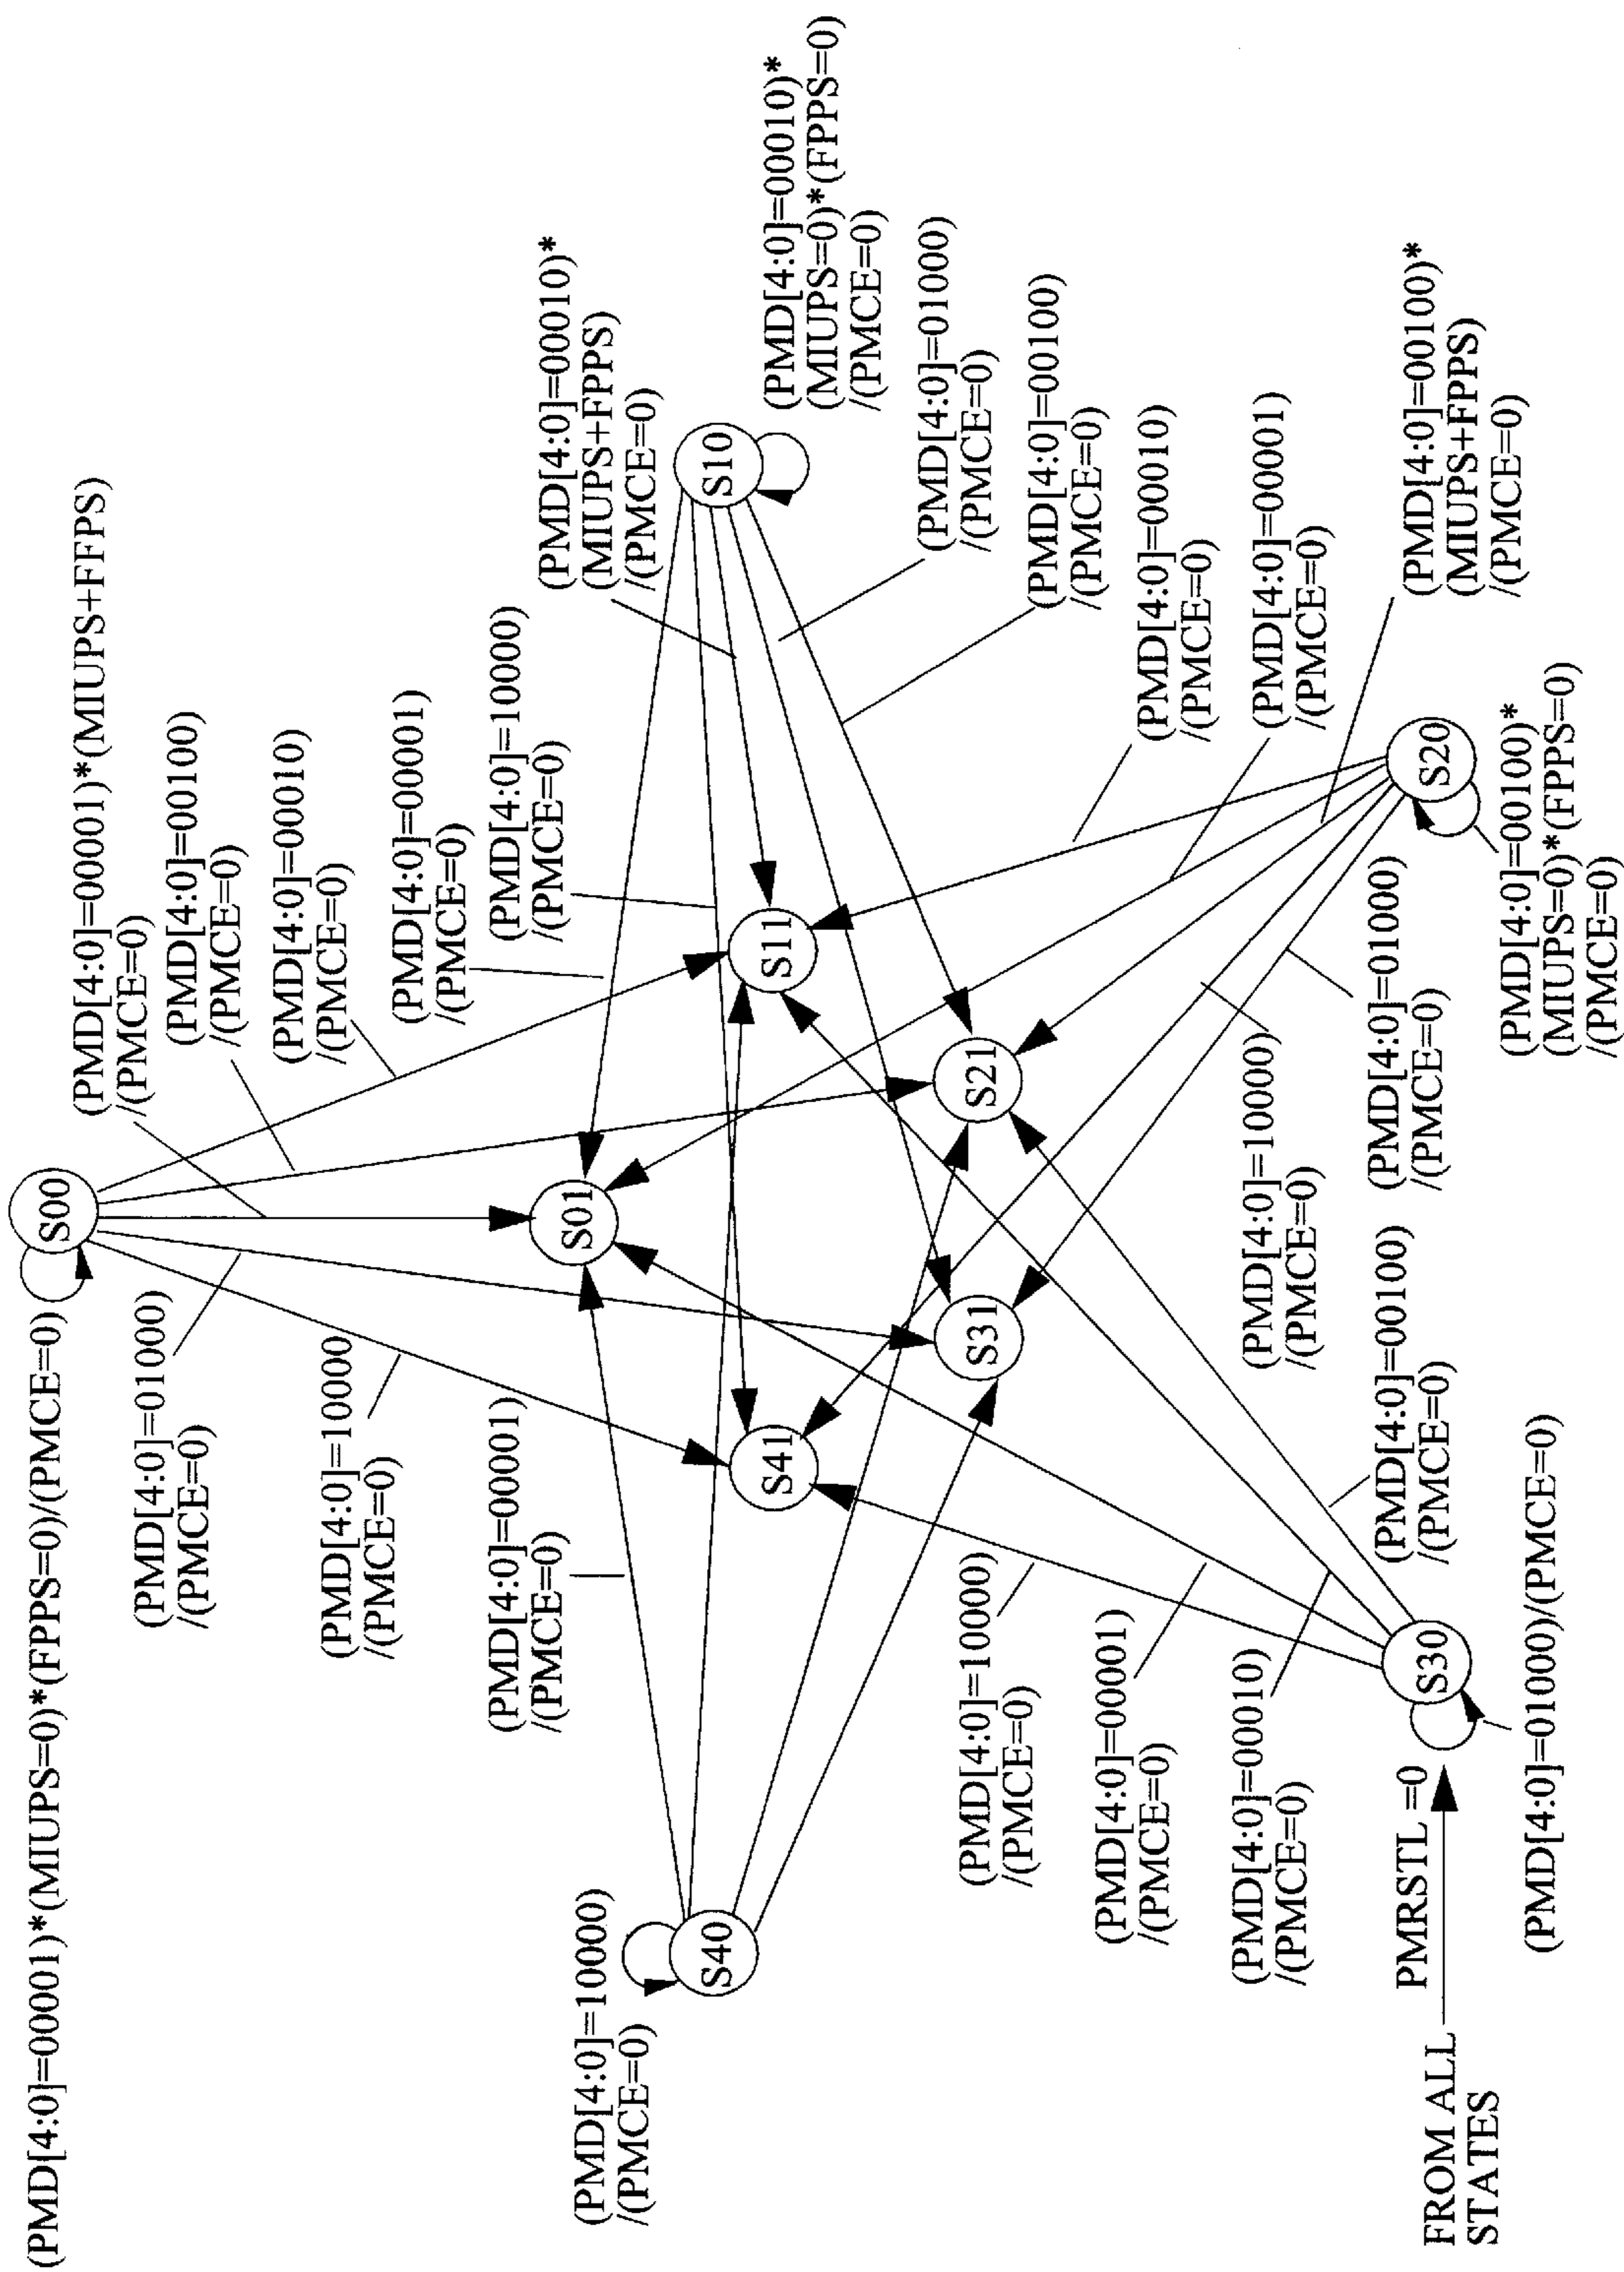 (PMD[4:0]=00001)*(MIUPS=0)*(FPPS=0)/(PMCE=0)
S00
(PMD[4:0]=00001)*(MIUPS+FFPS)
/(PMCE=0)
(PMD[4:0]=00100)
/(PMCE=0)
(PMD[4:0]=00010)
/(PMCE=0)
(PMD[4:0]=00001)
/(PMCE=0)
(PMD[4:0]=10000)
/(PMCE=0)
(PMD[4:0]=00010)*
(MIUPS+FPPS)
/(PMCE=0)
S10
(PMD[4:0]=00010)*
(MIUPS=0)*(FPPS=0)
/(PMCE=0)
(PMD[4:0]=01000)
/(PMCE=0)
(PMD[4:0]=00100)
/(PMCE=0)
(PMD[4:0]=00010)
/(PMCE=0)
(PMD[4:0]=00001)
/(PMCE=0)
(PMD[4:0]=00100)*
(MIUPS+FPPS)
/(PMCE=0)
S20
(PMD[4:0]=00100)*
(MIUPS=0)*(FPPS=0)
/(PMCE=0)
(PMD[4:0]=01000)
/(PMCE=0)
(PMD[4:0]=10000)
/(PMCE=0)
(PMD[4:0]=01000)
/(PMCE=0)
(PMD[4:0]=10000
/(PMCE=0)
(PMD[4:0]=00001)
/(PMCE=0)
S01
S11
S21
S31
S41
(PMD[4:0]=10000)
/(PMCE=0)
S40
(PMD[4:0]=10000)
/(PMCE=0)
(PMD[4:0]=00001)
/(PMCE=0)
(PMD[4:0]=00010)
/(PMCE=0)
(PMD[4:0]=00100)
/(PMCE=0)
S30
(PMD[4:0]=01000)/(PMCE=0)
PMRSTL =0
FROM ALL
STATES